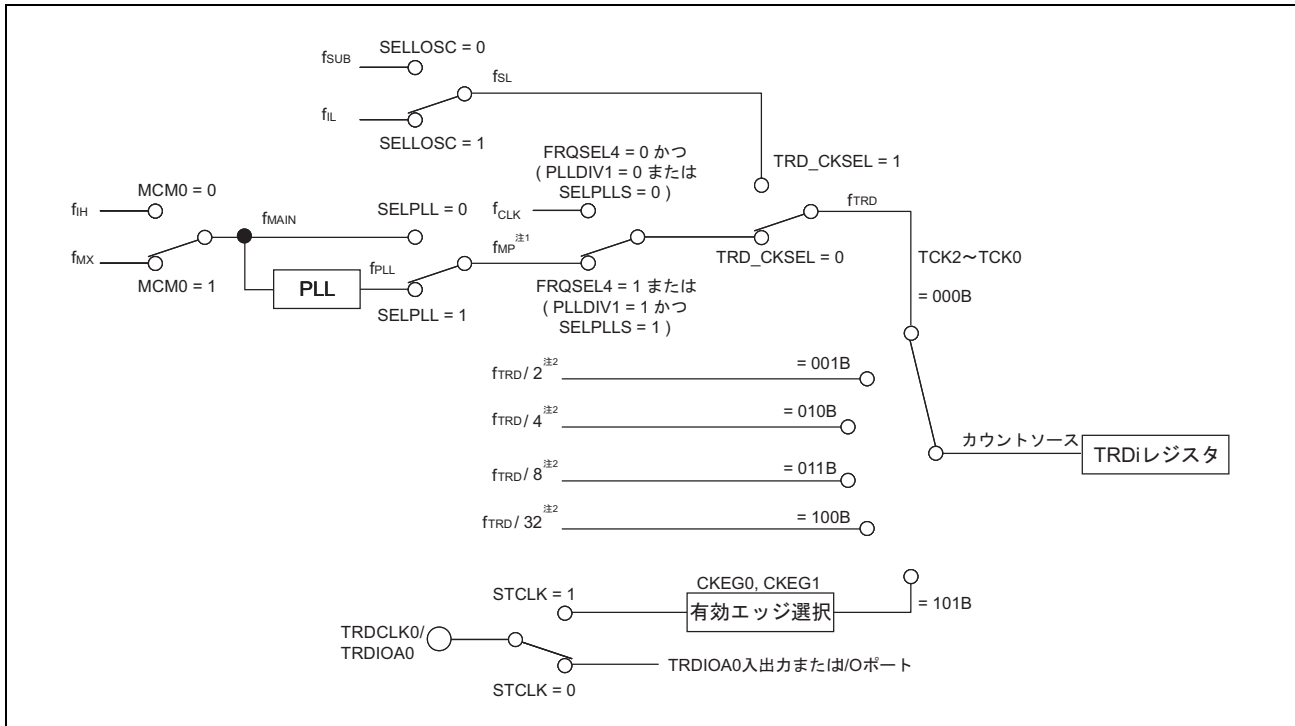 SELLOSC = 0
fSUB
fSL
fIL
SELLOSC = 1
FRQSEL4 = 0 かつ
( PLLDIV1 = 0 または
SELPLLS = 0 )
TRD_CKSEL = 1
MCM0 = 0
fIH
fMAIN
SELPLL = 0
fCLK
fTRD
fMX
MCM0 = 1
PLL
fPLL
SELPLL = 1
fMP注1
FRQSEL4 = 1 または
( PLLDIV1 = 1 かつ
SELPLLS = 1 )
TRD_CKSEL = 0
TCK2～TCK0
= 000B
fTRD / 2注2
= 001B
fTRD / 4注2
= 010B
カウントソース
TRDiレジスタ
fTRD / 8注2
= 011B
fTRD / 32注2
= 100B
STCLK = 1
CKEG0, CKEG1
有効エッジ選択
= 101B
TRDCLK0/
TRDIOA0
TRDIOA0入出力またはI/Oポート
STCLK = 0